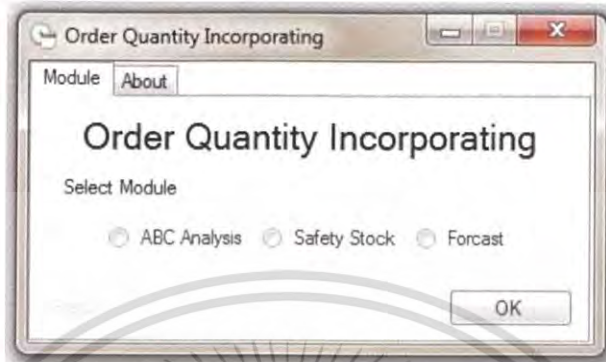 Order Quantity Incorporating
Module About
Order Quantity Incorporating
Select Module
ABC Analysis Safety Stock Forcast
OK